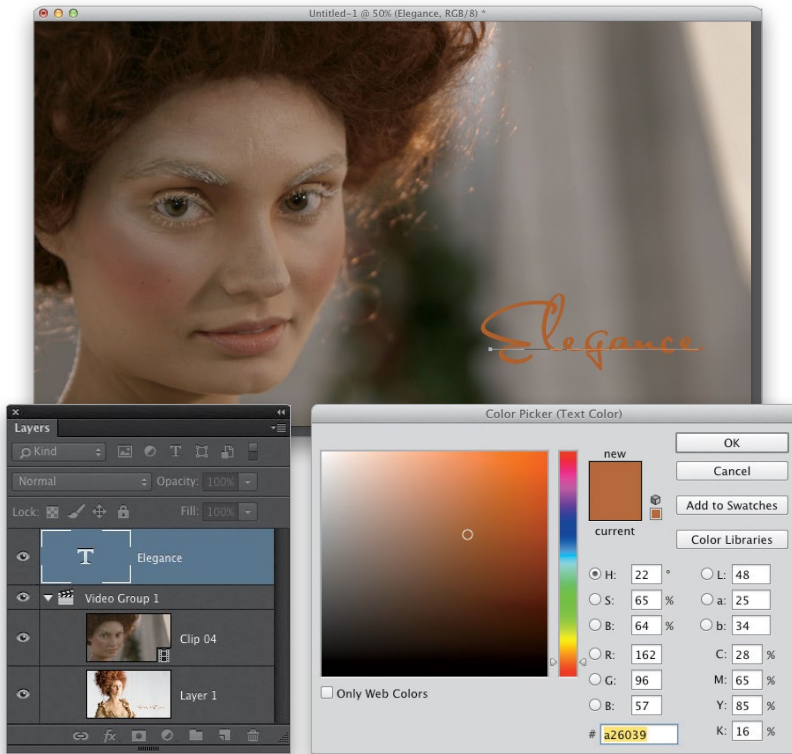 Untitled-1 @ 50% (Elegance, RGB/8) *
Elegance
Layers
Kind
Normal Opacity: 100%
Lock: Fill: 100%
T Elegance
Video Group 1
Clip 04
Layer 1
fx
Color Picker (Text Color)
new
current
OK
Cancel
Add to Swatches
Color Libraries
H: 22 ° L: 48
S: 65 % a: 25
B: 64 % b: 34
R: 162 C: 28 %
G: 96 M: 65 %
B: 57 Y: 85 %
# a26039 K: 16 %
Only Web Colors